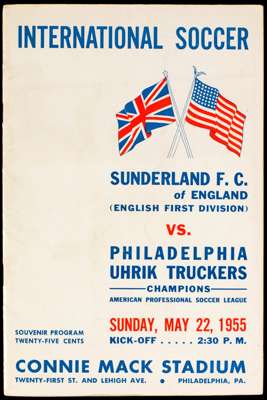 INTERNATIONAL SOCCER
SUNDERLAND F. C.
of ENGLAND
(ENGLISH FIRST DIVISION)
VS.
PHILADELPHIA
UHRIK TRUCKERS
CHAMPIONS
AMERICAN PROFESSIONAL SOCCER LEAGUE
SOUVENIR PROGRAM
TWENTY-FIVE CENTS
SUNDAY, MAY 22, 1955
KICK-OFF ..... 2:30 P. M.
CONNIE MACK STADIUM
TWENTY-FIRST ST. AND LEHIGH AVE. • PHILADELPHIA, PA.